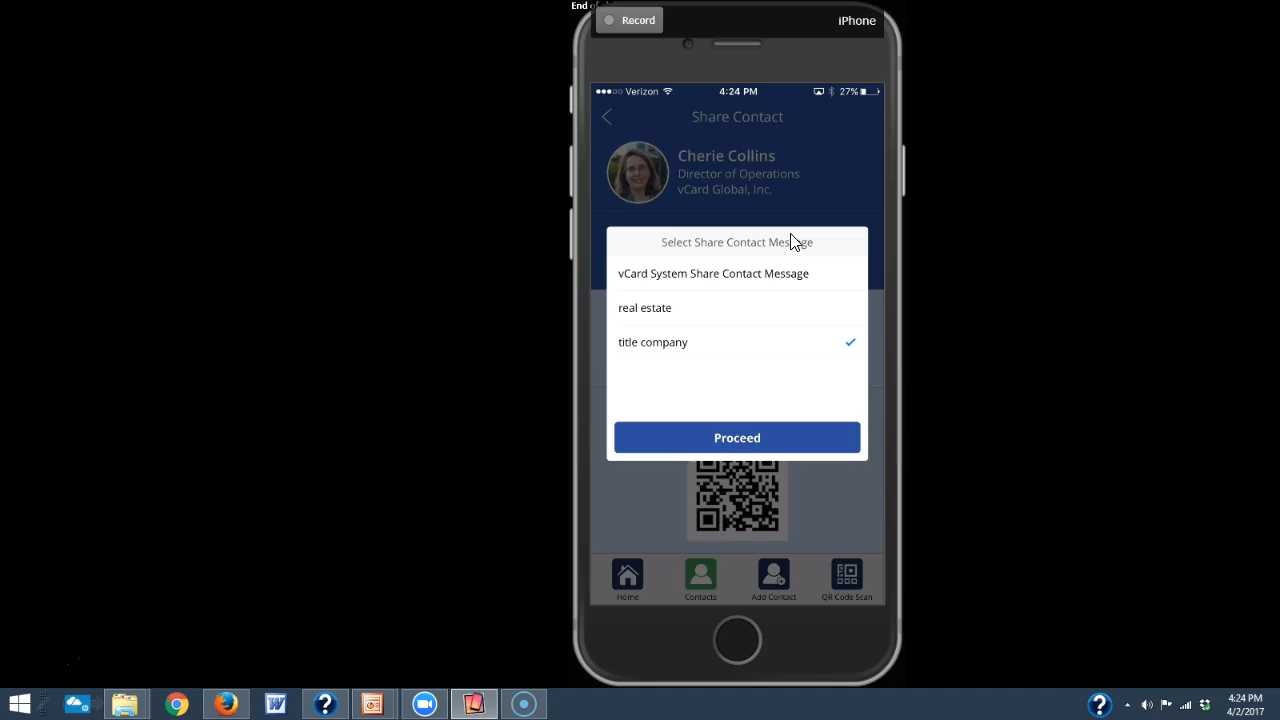 End of
Record
iPhone
Verizon
4:24 PM
27%
Share Contact
Cherie Collins
Director of Operations
vCard Global, Inc.
Select Share Contact Message
vCard System Share Contact Message
real estate
title company
Proceed
Home
Contacts
Add Contact
QR Code Scan
4:24 PM
4/2/2017